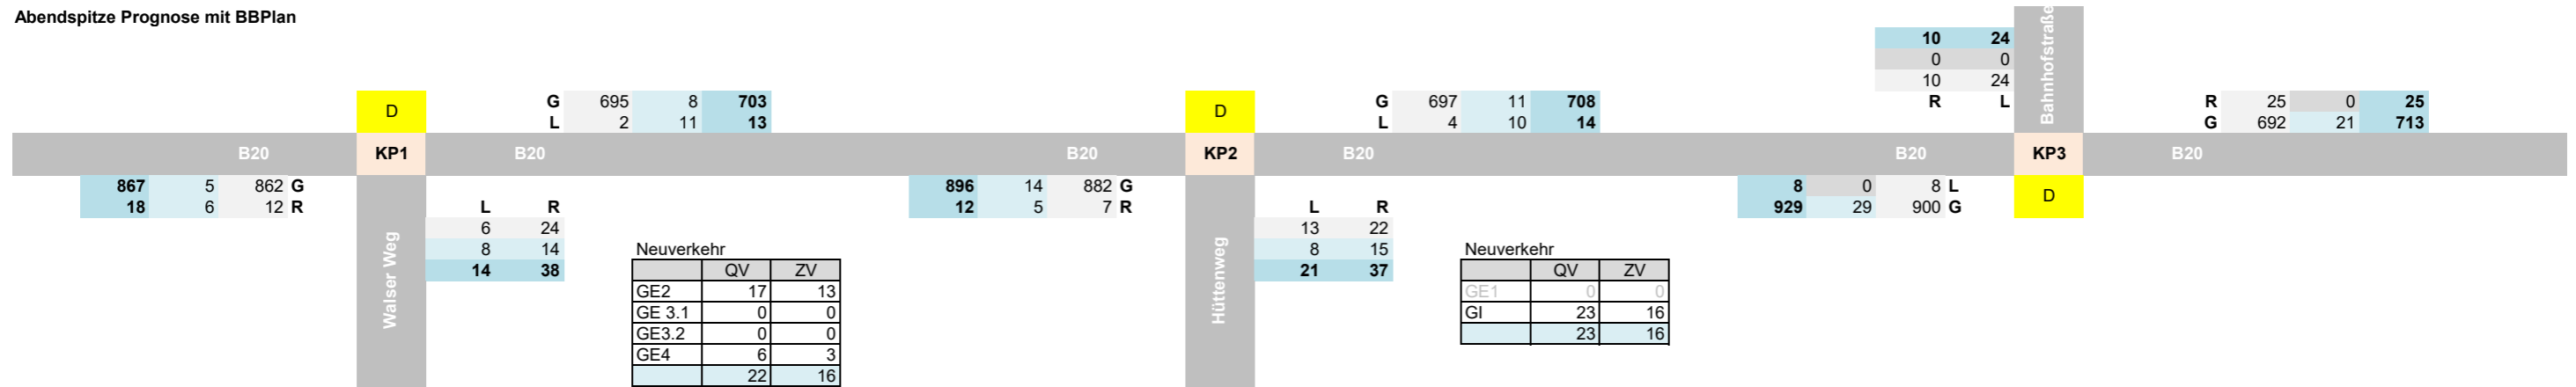 Abendspitze Prognose mit BBPlan
10 24
0 0
10 24
R L
Bahnhofstraße
D
G 695 8 703
L 2 11 13
D
G 697 11 708
L 4 10 14
R 25 0 25
G 692 21 713
B20 KP1 B20 B20 KP2 B20 B20 KP3 B20
867 5 862 G
18 6 12 R
896 14 882 G
12 5 7 R
8 0 8 L
929 29 900 G
D
Walser Weg
L R
6 24
8 14
14 38
Neuverkehr
QV ZV
GE2 17 13
GE 3.1 0 0
GE3.2 0 0
GE4 6 3
22 16
Hüttenweg
L R
13 22
8 15
21 37
Neuverkehr
QV ZV
GE1 0 0
GI 23 16
23 16